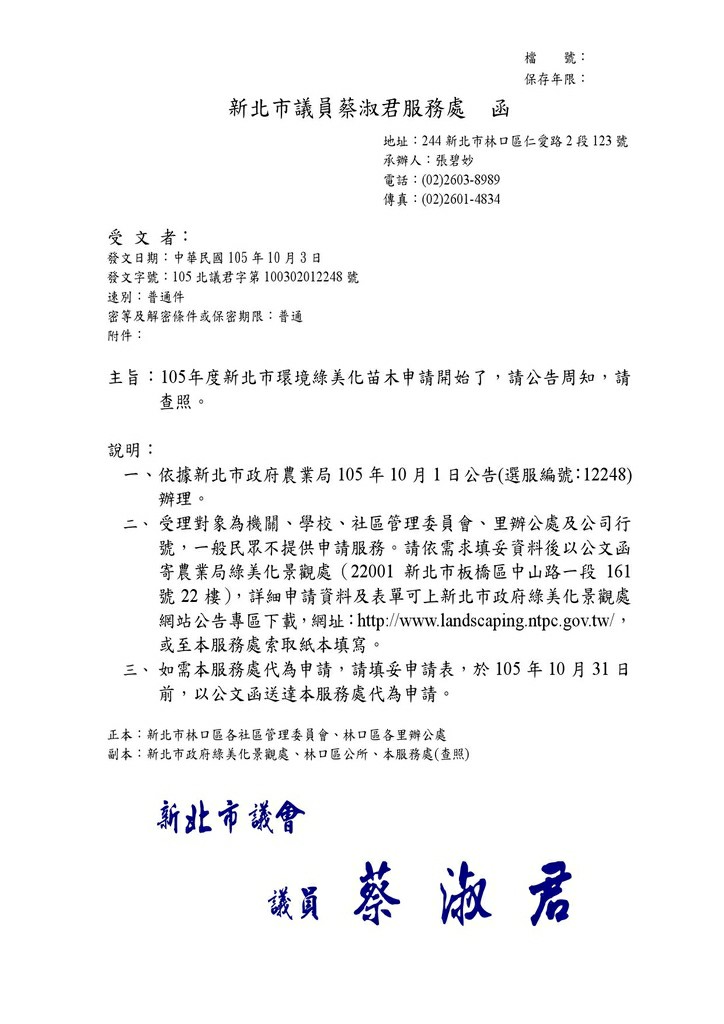 檔　　號：
保存年限：
新北市議員蔡淑君服務處　函
地址：244 新北市林口區仁愛路 2 段 123 號
承辦人：張碧妙
電話：(02)2603-8989
傳真：(02)2601-4834
受 文 者：
發文日期：中華民國 105 年 10 月 3 日
發文字號：105 北議君字第 100302012248 號
速別：普通件
密等及解密條件或保密期限：普通
附件：
主旨：105年度新北市環境綠美化苗木申請開始了，請公告周知，請
查照。
說明：
一、依據新北市政府農業局 105 年 10 月 1 日公告(選服編號:12248)
辦理。
二、受理對象為機關、學校、社區管理委員會、里辦公處及公司行
號，一般民眾不提供申請服務。請依需求填妥資料後以公文函
寄農業局綠美化景觀處（22001 新北市板橋區中山路一段 161
號 22 樓），詳細申請資料及表單可上新北市政府綠美化景觀處
網站公告專區下載，網址：http://www.landscaping.ntpc.gov.tw/，
或至本服務處索取紙本填寫。
三、如需本服務處代為申請，請填妥申請表，於 105 年 10 月 31 日
前，以公文函送達本服務處代為申請。
正本：新北市林口區各社區管理委員會、林口區各里辦公處
副本：新北市政府綠美化景觀處、林口區公所、本服務處(查照)
新北市議會
議員 蔡 淑 君